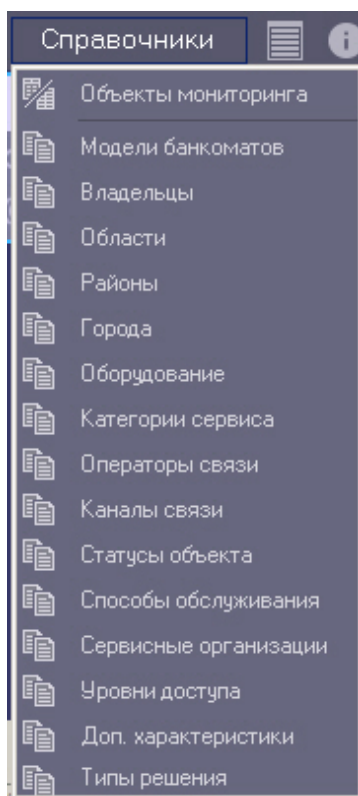 Справочники
Объекты мониторинга
Модели банкоматов
Владельцы
Области
Районы
Города
Оборудование
Категории сервиса
Операторы связи
Каналы связи
Статусы объекта
Способы обслуживания
Сервисные организации
Уровни доступа
Доп. характеристики
Типы решения